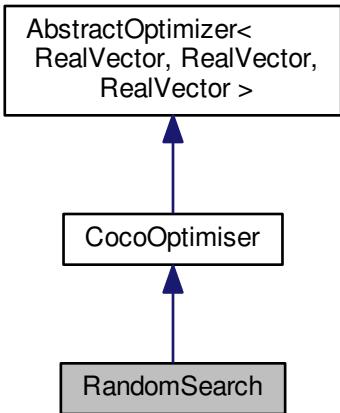 AbstractOptimizer<
RealVector, RealVector,
RealVector >
CocoOptimiser
RandomSearch